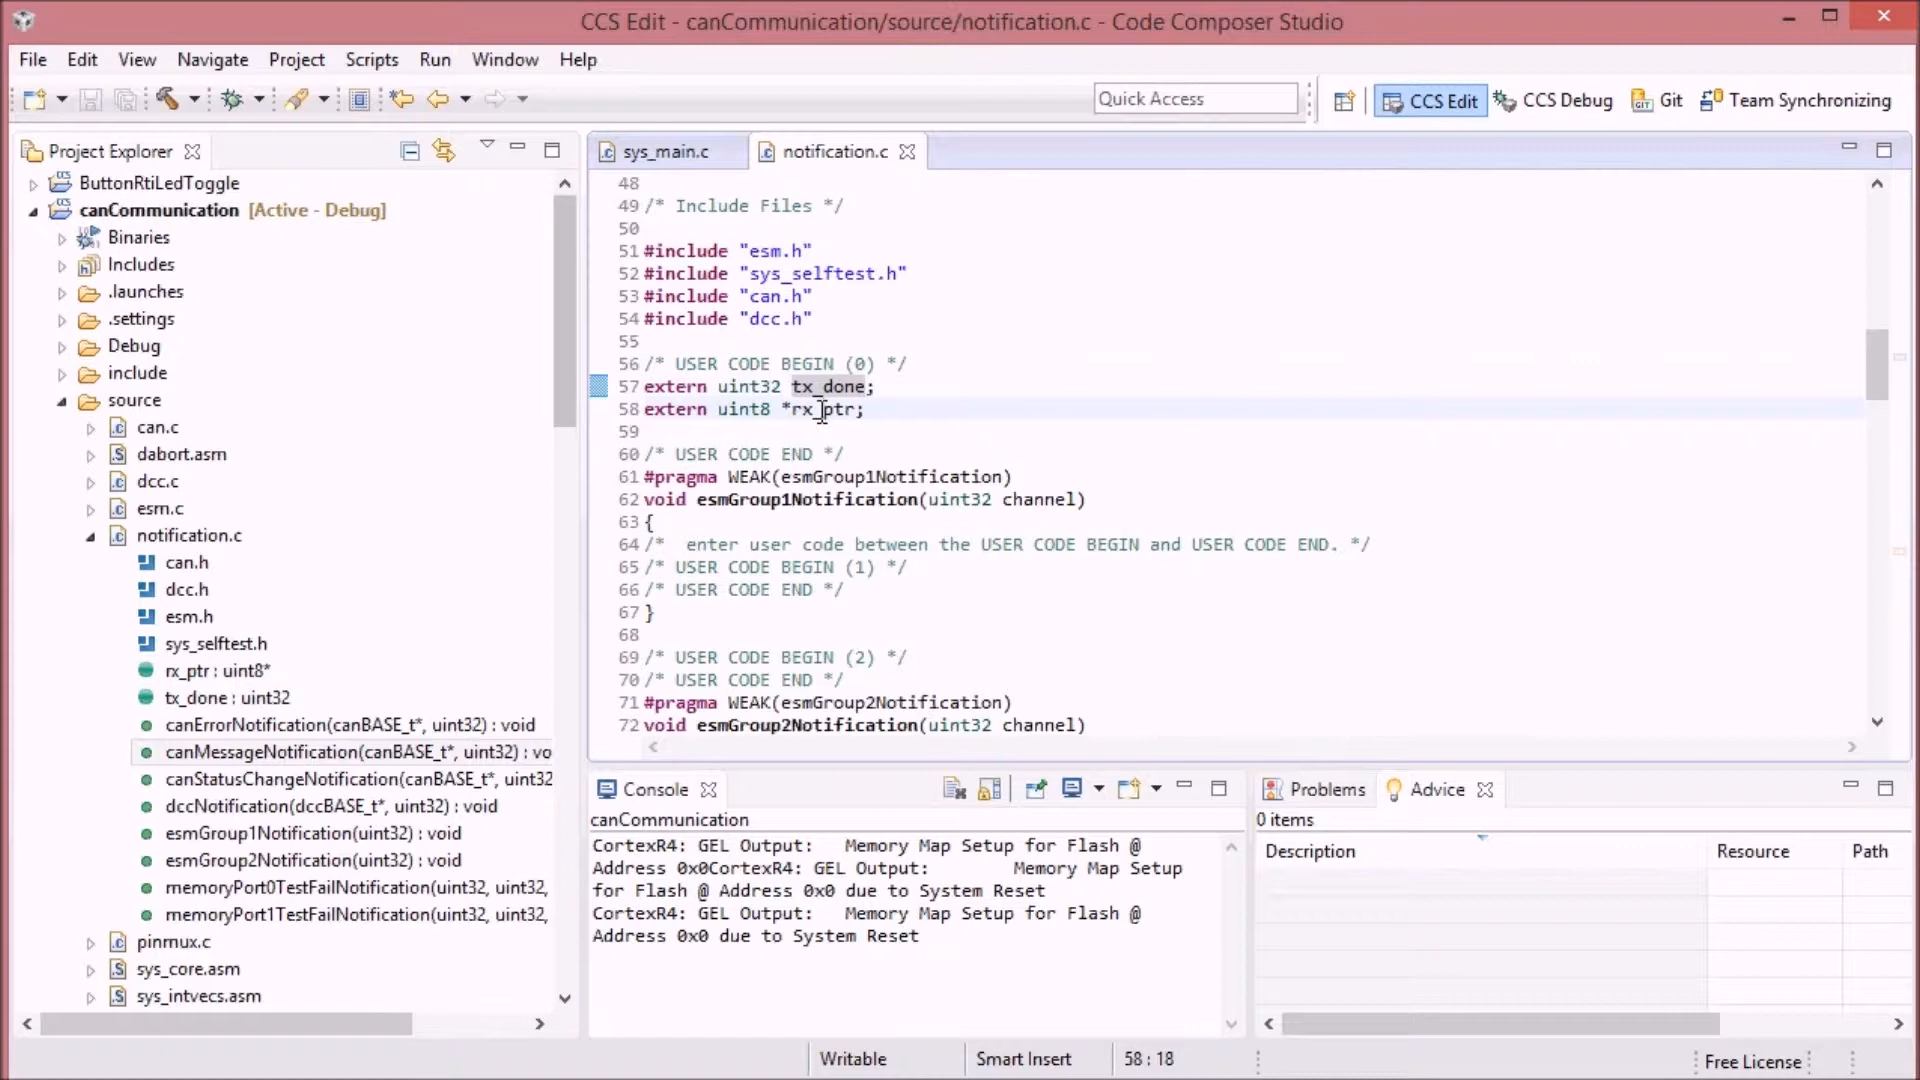 CCS Edit - canCommunication/source/notification.c - Code Composer Studio
File Edit View Navigate Project Scripts Run Window Help
Quick Access
CCS Edit
CCS Debug
Git
Team Synchronizing
Project Explorer
ButtonRtiLedToggle
canCommunication [Active - Debug]
Binaries
Includes
.launches
.settings
Debug
include
source
can.c
dabort.asm
dcc.c
esm.c
notification.c
can.h
dcc.h
esm.h
sys_selftest.h
rx_ptr : uint8*
tx_done : uint32
canErrorNotification(canBASE_t*, uint32) : void
canMessageNotification(canBASE_t*, uint32) : vo
canStatusChangeNotification(canBASE_t*, uint32
dccNotification(dccBASE_t*, uint32) : void
esmGroup1Notification(uint32) : void
esmGroup2Notification(uint32) : void
memoryPort0TestFailNotification(uint32, uint32,
memoryPort1TestFailNotification(uint32, uint32,
pinmux.c
sys_core.asm
sys_intvecs.asm
sys_main.c
notification.c
48
49 /* Include Files */
50
51 #include "esm.h"
52 #include "sys_selftest.h"
53 #include "can.h"
54 #include "dcc.h"
55
56 /* USER CODE BEGIN (0) */
57 extern uint32 tx_done;
58 extern uint8 *rx_ptr;
59
60 /* USER CODE END */
61 #pragma WEAK(esmGroup1Notification)
62 void esmGroup1Notification(uint32 channel)
63 {
64 /*  enter user code between the USER CODE BEGIN and USER CODE END. */
65 /* USER CODE BEGIN (1) */
66 /* USER CODE END */
67 }
68
69 /* USER CODE BEGIN (2) */
70 /* USER CODE END */
71 #pragma WEAK(esmGroup2Notification)
72 void esmGroup2Notification(uint32 channel)
Console
canCommunication
CortexR4: GEL Output:   Memory Map Setup for Flash @
Address 0x0CortexR4: GEL Output:        Memory Map Setup
for Flash @ Address 0x0 due to System Reset
CortexR4: GEL Output:   Memory Map Setup for Flash @
Address 0x0 due to System Reset
Problems
Advice
0 items
Description Resource Path
Writable
Smart Insert
58 : 18
Free License